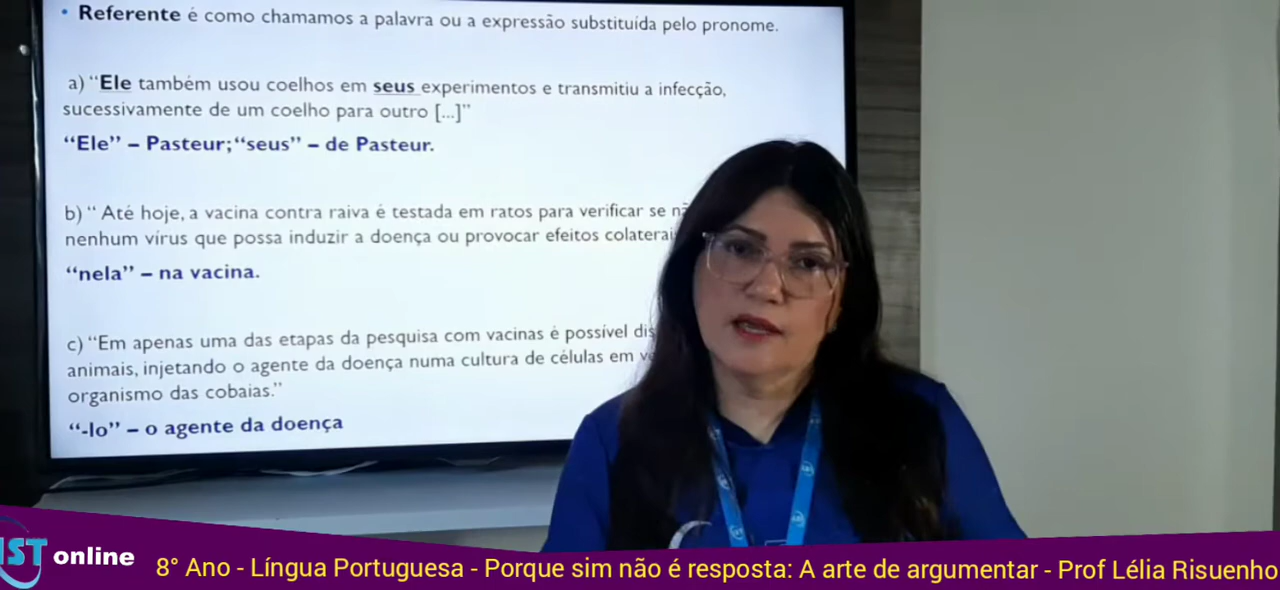 • Referente é como chamamos a palavra ou a expressão substituída pelo pronome.
a) “Ele também usou coelhos em seus experimentos e transmitiu a infecção,
sucessivamente de um coelho para outro [...]”
“Ele” – Pasteur; “seus” – de Pasteur.
b) “ Até hoje, a vacina contra raiva é testada em ratos para verificar se
nenhum vírus que possa induzir a doença ou provocar efeitos
“nela” – na vacina.
c) “Em apenas uma das etapas da pesquisa com vacinas é possível
animais, injetando o agente da doença numa cultura de células em
organismo das cobaias.”
“-lo” – o agente da doença
IST online
8° Ano - Língua Portuguesa - Porque sim não é resposta: A arte de argumentar - Prof Lélia Risuenho